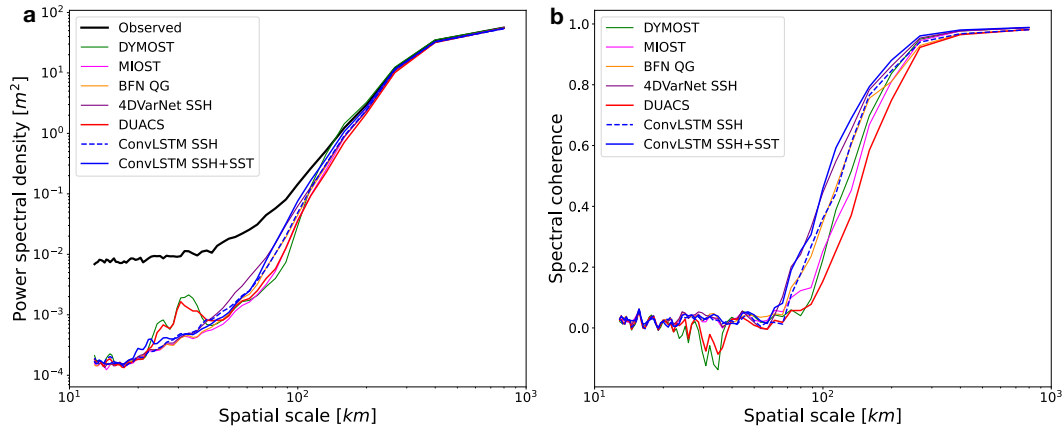 a
10²
10¹
10⁰
10⁻¹
10⁻²
10⁻³
10⁻⁴
Power spectral density [m²]
Observed
DYMOST
MIOST
BFN QG
4DVarNet SSH
DUACS
ConvLSTM SSH
ConvLSTM SSH+SST
10¹
10²
10³
Spatial scale [km]
b
1.0
0.8
0.6
0.4
0.2
0.0
Spectral coherence
DYMOST
MIOST
BFN QG
4DVarNet SSH
DUACS
ConvLSTM SSH
ConvLSTM SSH+SST
10¹
10²
10³
Spatial scale [km]